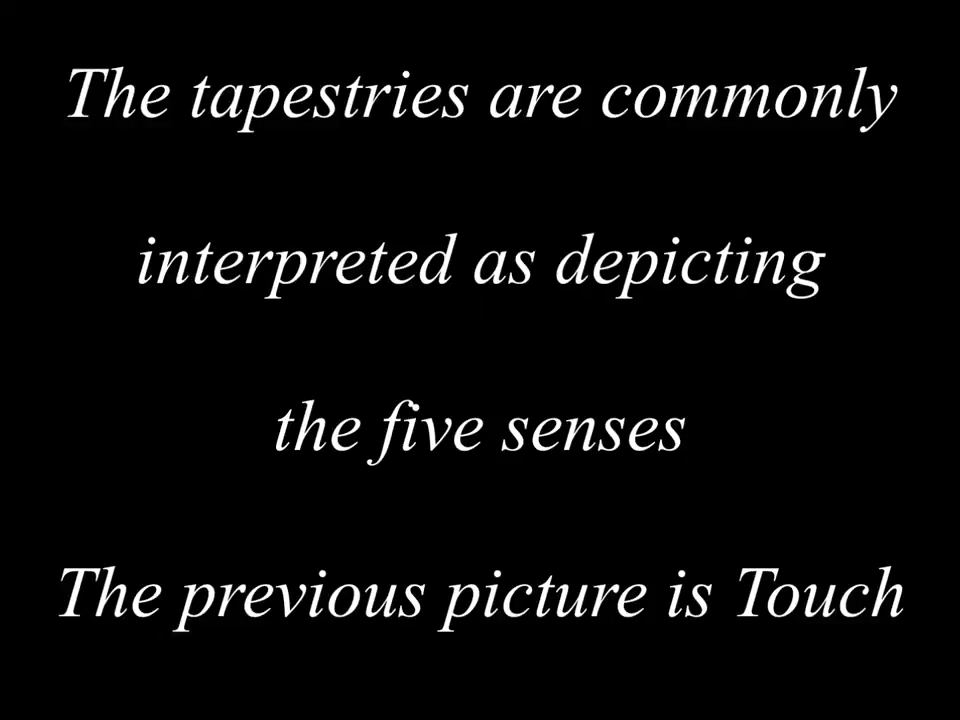 The tapestries are commonly
interpreted as depicting
the five senses
The previous picture is Touch